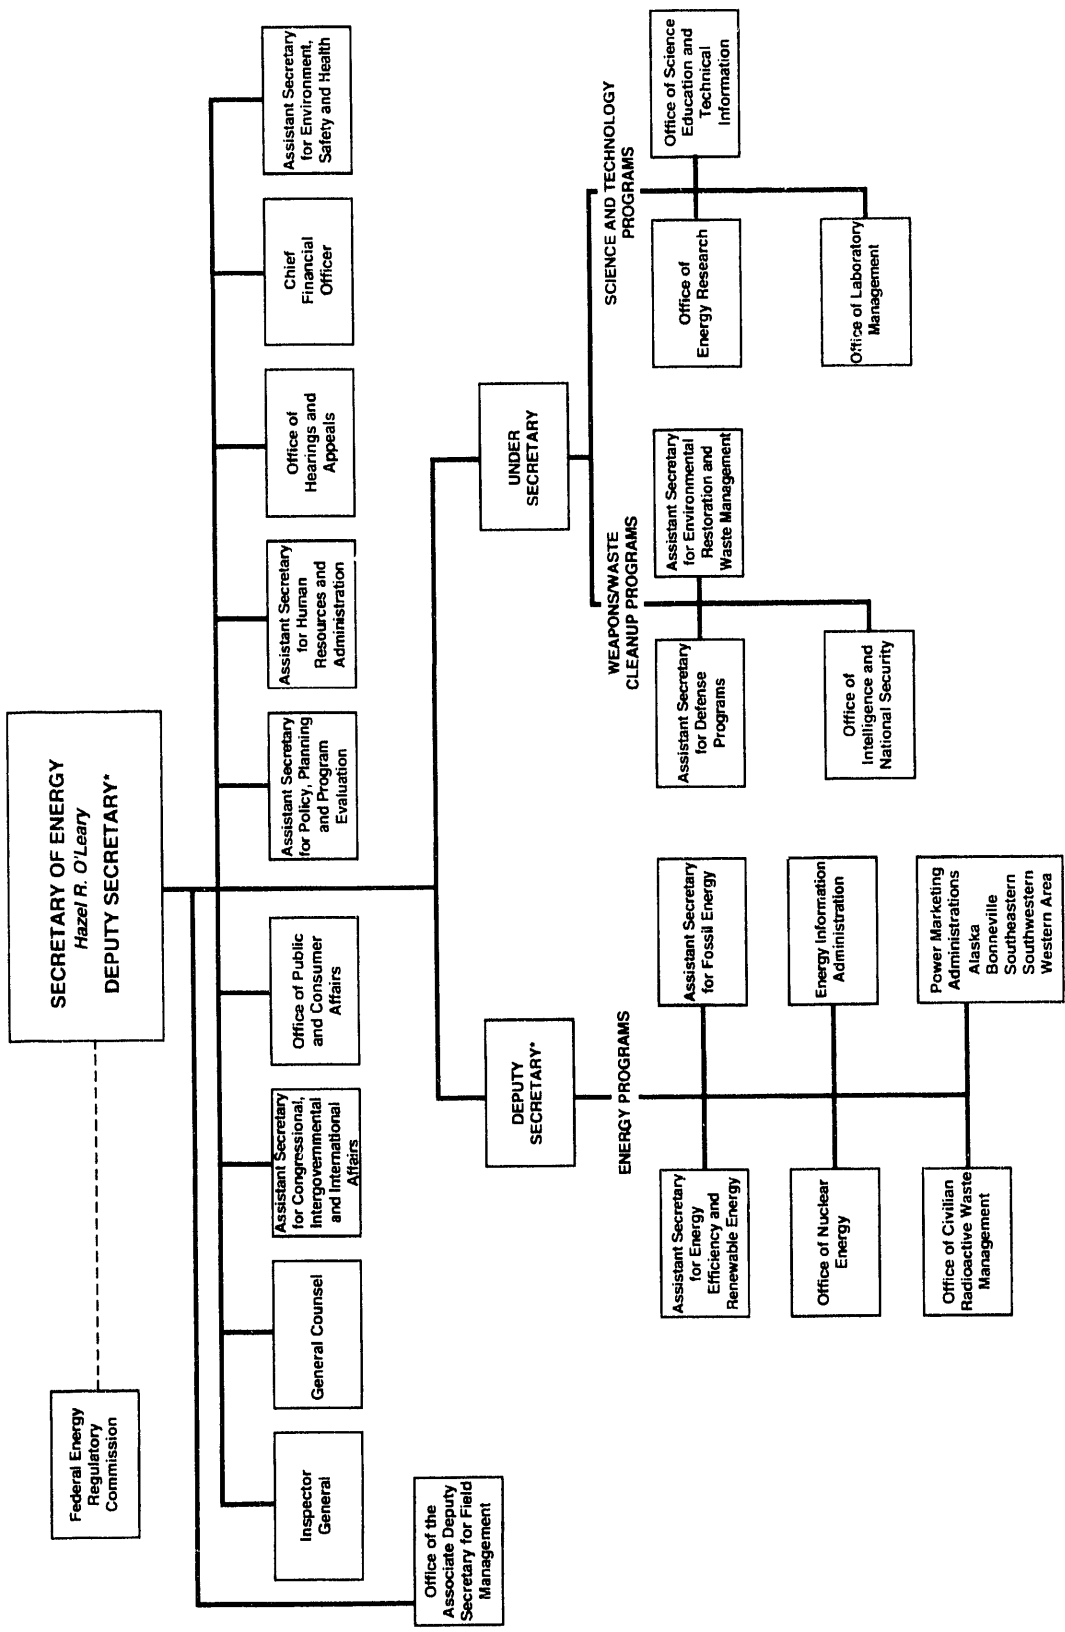 SECRETARY OF ENERGY
Hazel R. O'Leary
DEPUTY SECRETARY*
Federal Energy
Regulatory
Commission
Inspector
General
General Counsel
Assistant Secretary
for Congressional,
Intergovernmental
and International
Affairs
Office of Public
and Consumer
Affairs
Assistant Secretary
for Policy, Planning
and Program
Evaluation
Assistant Secretary
for Human
Resources and
Administration
Office of
Hearings and
Appeals
Chief
Financial
Officer
Assistant Secretary
for Environment,
Safety and Health
Office of the
Associate Deputy
Secretary for Field
Management
DEPUTY
SECRETARY*
UNDER
SECRETARY
ENERGY PROGRAMS
WEAPONS/WASTE
CLEANUP PROGRAMS
SCIENCE AND TECHNOLOGY
PROGRAMS
Assistant Secretary
for Energy
Efficiency and
Renewable Energy
Assistant Secretary
for Fossil Energy
Assistant Secretary
for Defense
Programs
Assistant Secretary
for Environmental
Restoration and
Waste Management
Office of
Energy Research
Office of Science
Education and
Technical
Information
Office of Nuclear
Energy
Energy Information
Administration
Office of
Intelligence and
National Security
Office of Laboratory
Management
Office of Civilian
Radioactive Waste
Management
Power Marketing
Administrations
Alaska
Bonneville
Southeastern
Southwestern
Western Area